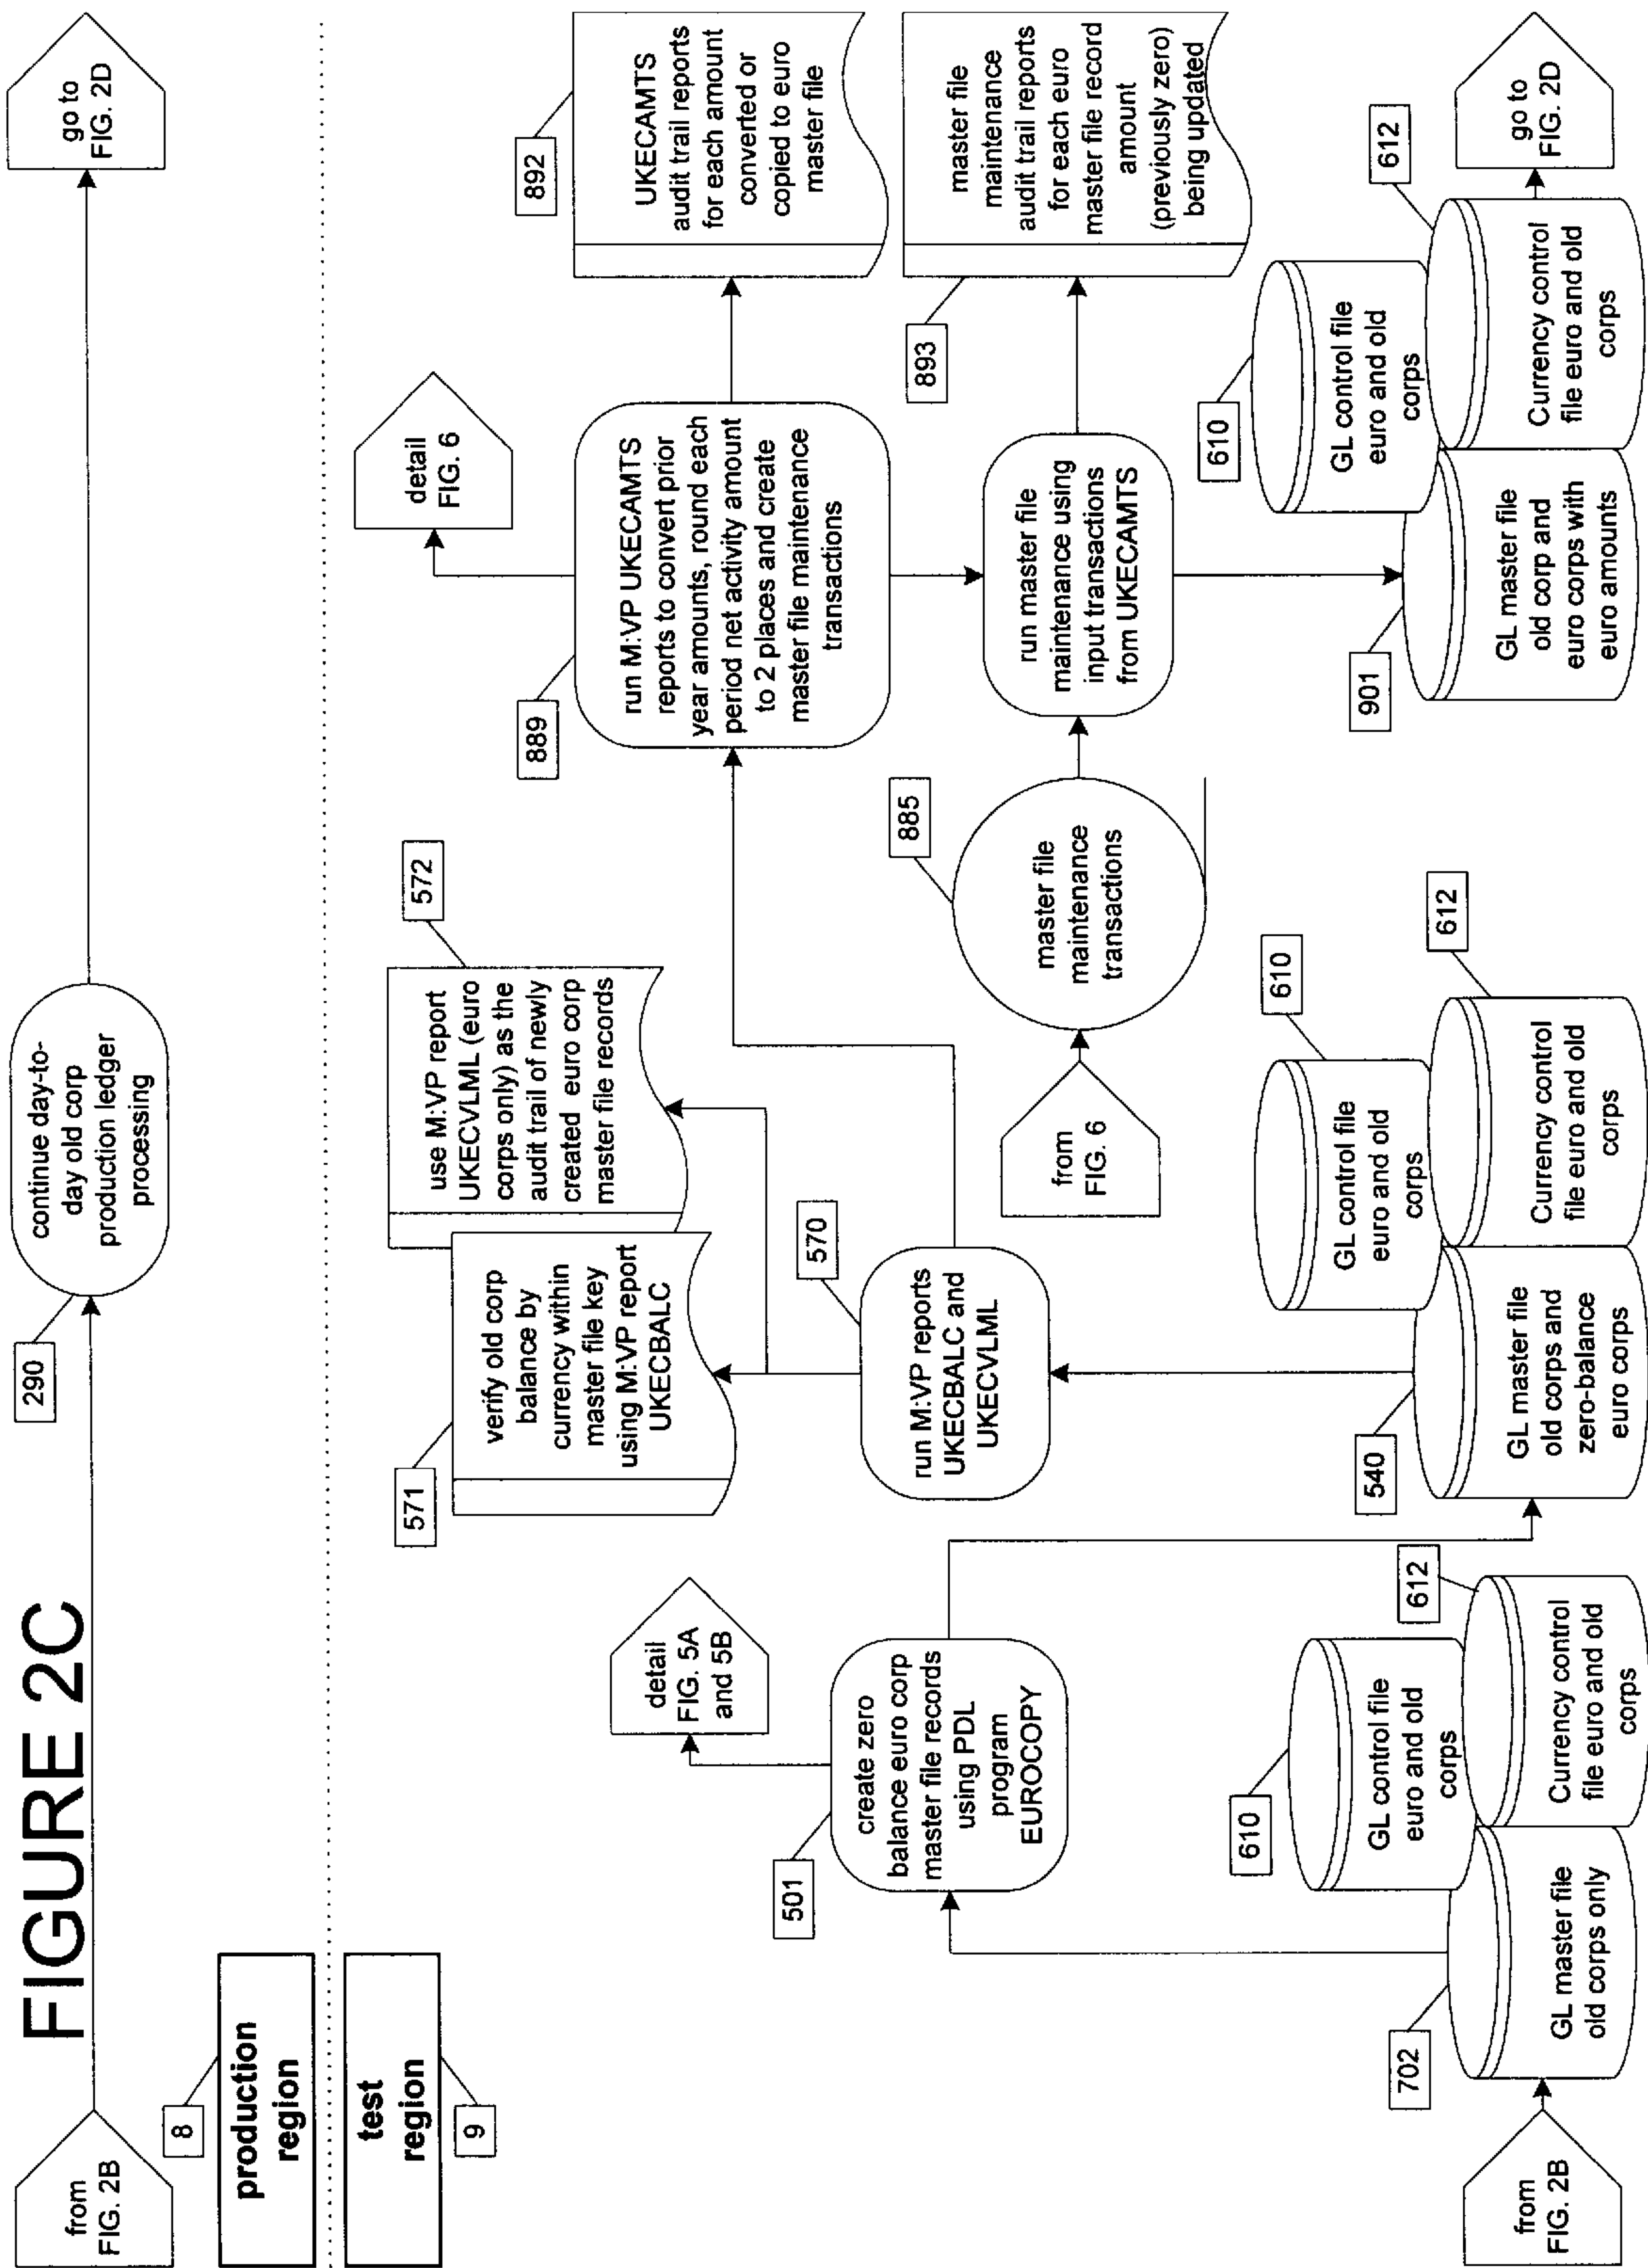 FIGURE 2C
from
FIG. 2B
290
continue day-to-
day old corp
production ledger
processing
go to
FIG. 2D
8
production
region
test
region
9
from
FIG. 2B
702
GL master file
old corps only
610
GL control file
euro and old
corps
612
Currency control
file euro and old
corps
501
create zero
balance euro corp
master file records
using PDL
program
EUROCOPY
detail
FIG. 5A
and 5B
540
GL master file
old corps and
zero-balance
euro corps
610
GL control file
euro and old
corps
612
Currency control
file euro and old
corps
570
run M:VP reports
UKECBALC and
UKECVLML
571
verify old corp
balance by
currency within
master file key
using M:VP report
UKECBALC
572
use M:VP report
UKECVLML (euro
corps only) as the
audit trail of newly
created euro corp
master file records
889
run M:VP UKECAMTS
reports to convert prior
year amounts, round each
period net activity amount
to 2 places and create
master file maintenance
transactions
detail
FIG. 6
892
UKECAMTS
audit trail reports
for each amount
converted or
copied to euro
master file
from
FIG. 6
885
master file
maintenance
transactions
run master file
maintenance using
input transactions
from UKECAMTS
893
master file
maintenance
audit trail reports
for each euro
master file record
amount
(previously zero)
being updated
901
GL master file
old corp and
euro corps with
euro amounts
610
GL control file
euro and old
corps
612
Currency control
file euro and old
corps
go to
FIG. 2D